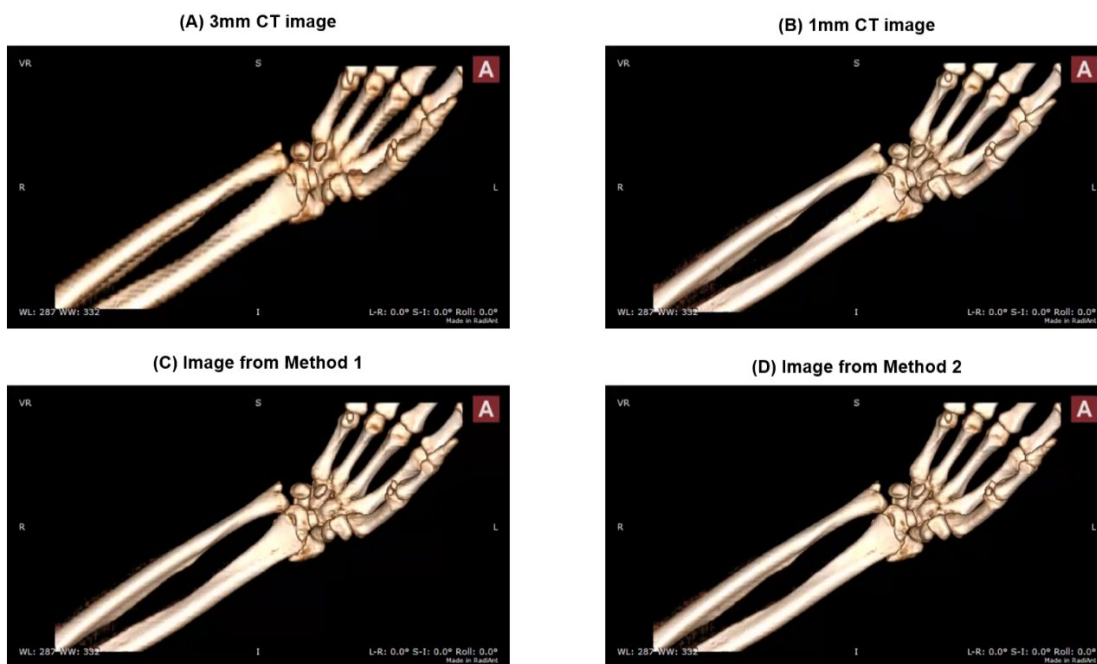 (A) 3mm CT image
(B) 1mm CT image
VR
S
A
R
L
WL: 287 WW: 332
I
L-R: 0.0° S-I: 0.0° Roll: 0.0°
Made in RadiAnt
VR
S
A
R
L
WL: 287 WW: 332
I
L-R: 0.0° S-I: 0.0° Roll: 0.0°
Made in RadiAnt
(C) Image from Method 1
(D) Image from Method 2
VR
S
A
R
L
WL: 287 WW: 332
I
L-R: 0.0° S-I: 0.0° Roll: 0.0°
Made in RadiAnt
VR
S
A
R
L
WL: 287 WW: 332
I
L-R: 0.0° S-I: 0.0° Roll: 0.0°
Made in RadiAnt